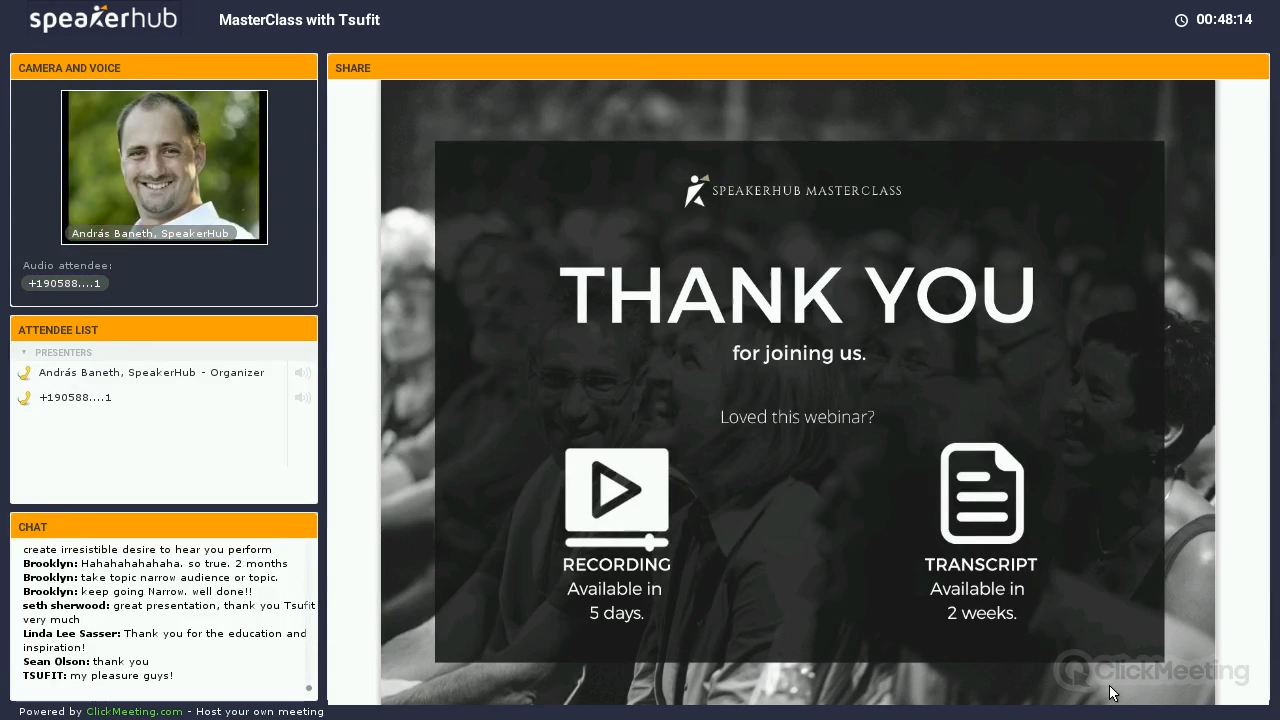 speakerhub
MasterClass with Tsufit
00:48:14
CAMERA AND VOICE
András Baneth, SpeakerHub
Audio attendee:
+190588....1
ATTENDEE LIST
PRESENTERS
András Baneth, SpeakerHub - Organizer
+190588....1
CHAT
create irresistible desire to hear you perform
Brooklyn: Hahahahahahaha. so true. 2 months
Brooklyn: take topic narrow audience or topic.
Brooklyn: keep going Narrow. well done!!
seth sherwood: great presentation, thank you Tsufit
very much
Linda Lee Sasser: Thank you for the education and
inspiration!
Sean Olson: thank you
TSUFIT: my pleasure guys!
Powered by ClickMeeting.com - Host your own meeting
SHARE
SPEAKERHUB MASTERCLASS
THANK YOU
for joining us.
Loved this webinar?
RECORDING
Available in
5 days.
TRANSCRIPT
Available in
2 weeks.
ClickMeeting